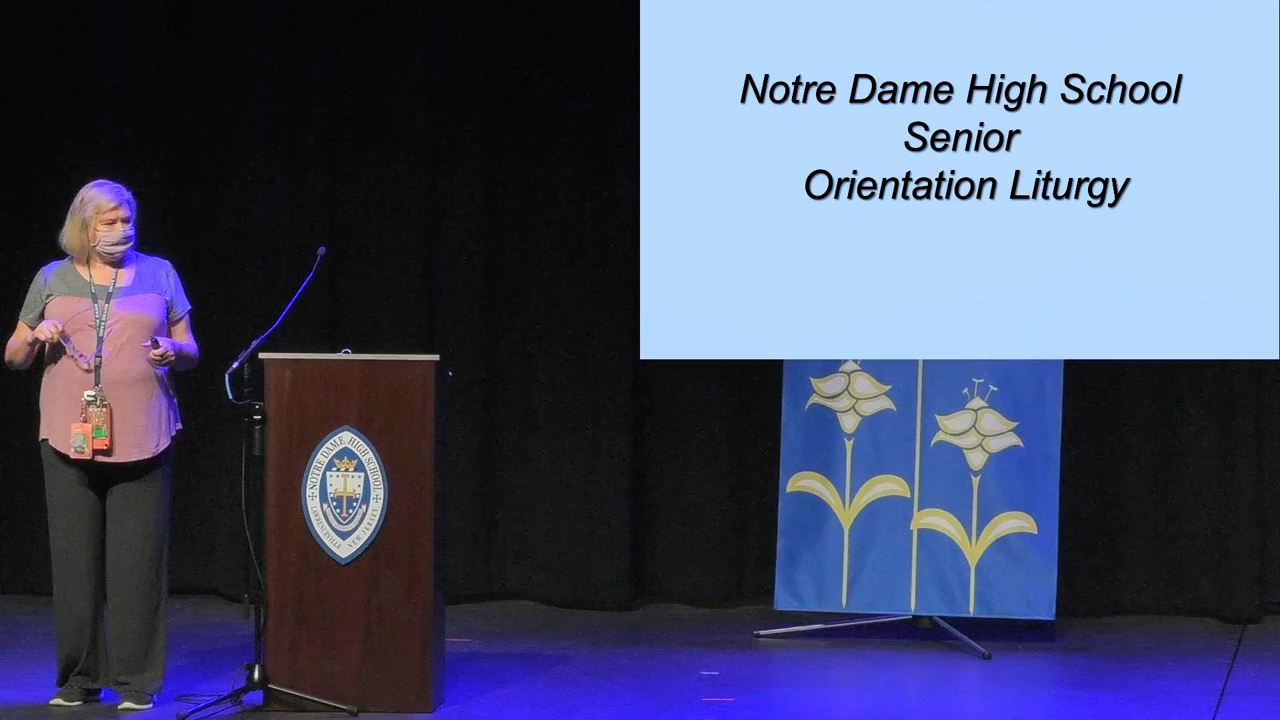 Notre Dame High School
Senior
Orientation Liturgy
NOTRE DAME HIGH SCHOOL
LAWRENCEVILLE NEW JERSEY